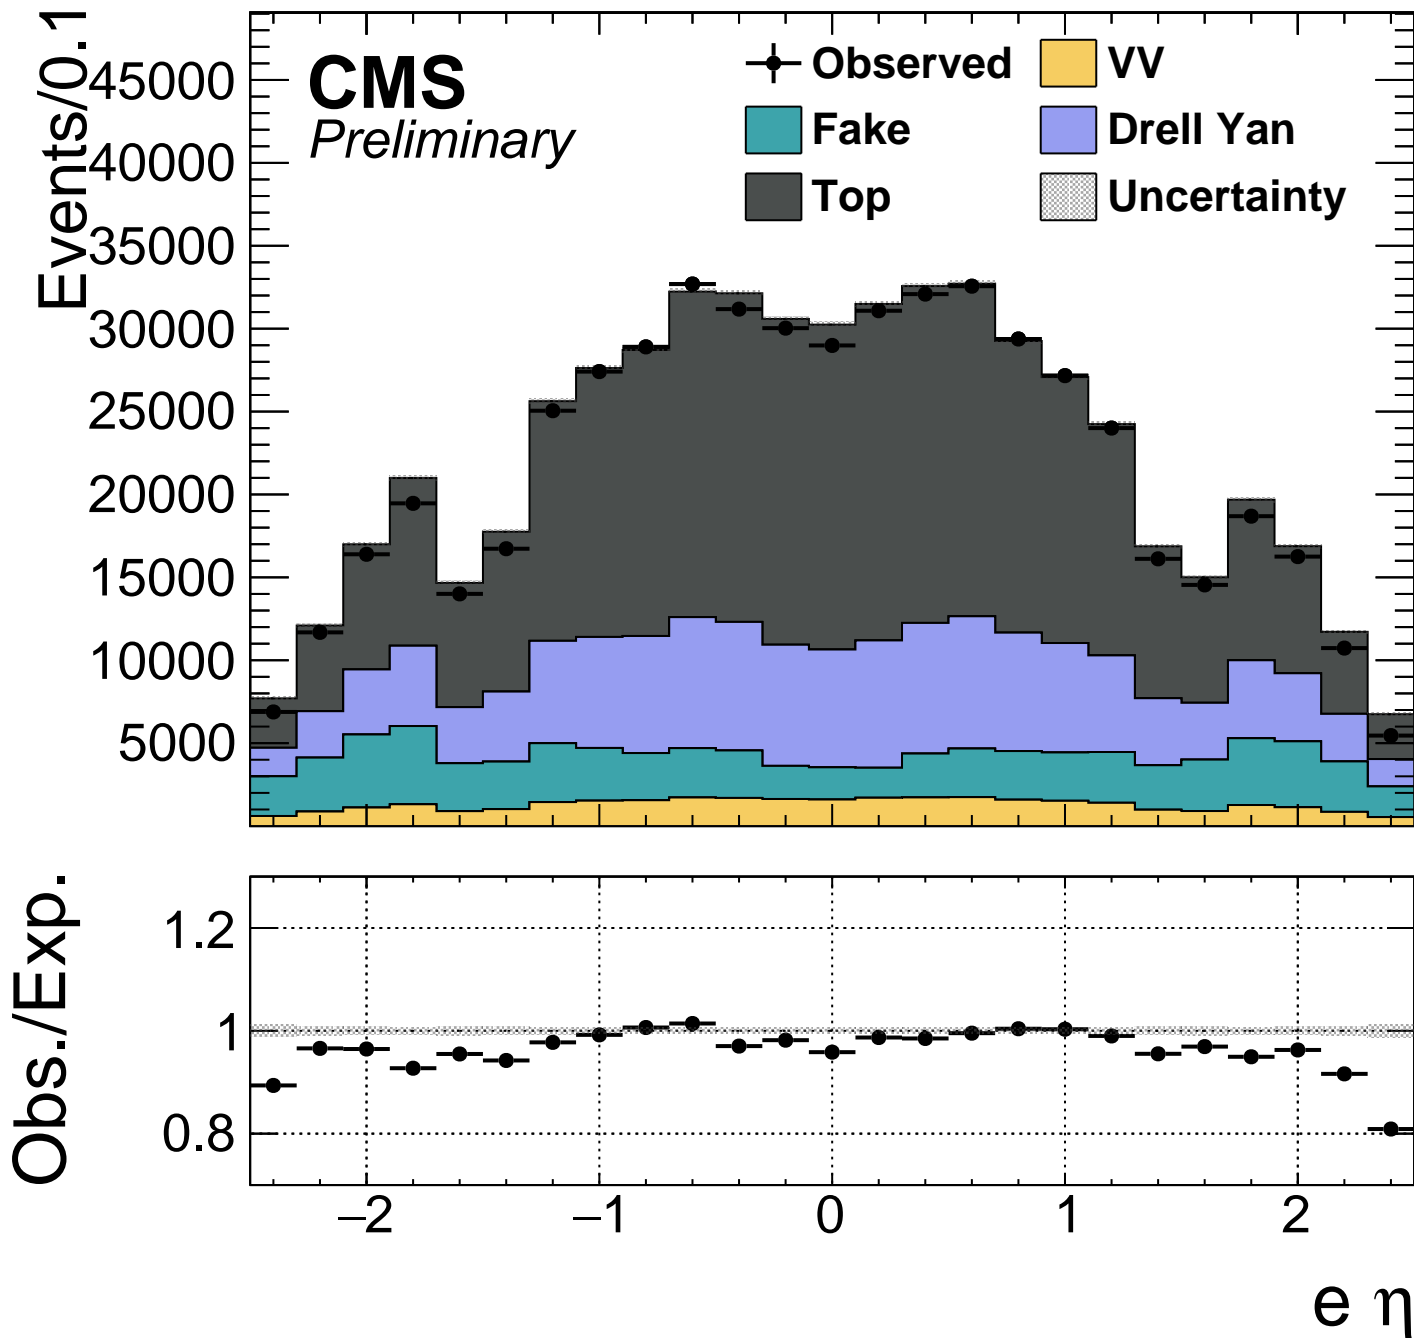 Events/0.1
45000
40000
35000
30000
25000
20000
15000
10000
5000
CMS
Preliminary
Observed
VV
Fake
Drell Yan
Top
Uncertainty
Obs./Exp.
1.2
1
0.8
−2
−1
0
1
2
e η